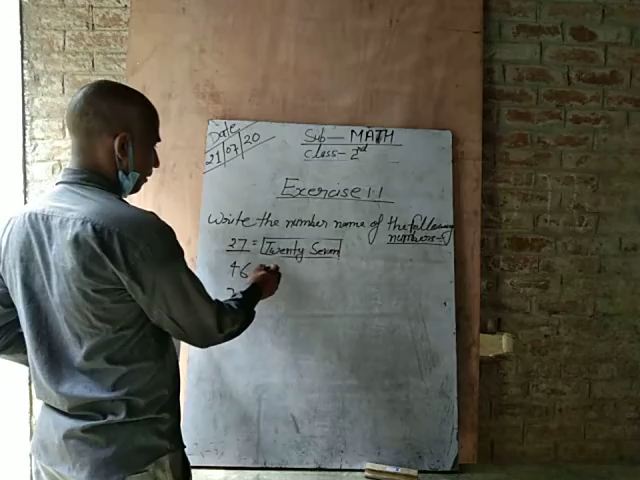 Date
21/07/20
Sub- MATH
Class- 2nd
Exercise 1.1
Write the number name of the following
numbers-
27 = Twenty Seven
46